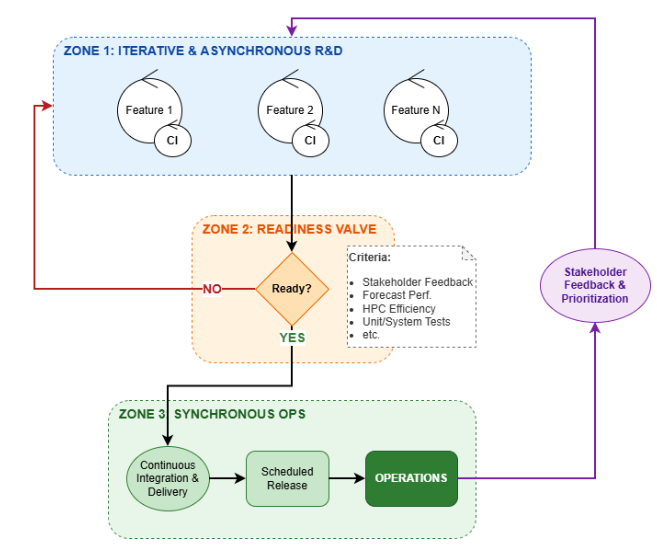 ZONE 1: ITERATIVE & ASYNCHRONOUS R&D
Feature 1
CI
Feature 2
CI
Feature N
CI
ZONE 2: READINESS VALVE
Ready?
NO
YES
Criteria:
• Stakeholder Feedback
• Forecast Perf.
• HPC Efficiency
• Unit/System Tests
• etc.
Stakeholder
Feedback &
Prioritization
ZONE 3: SYNCHRONOUS OPS
Continuous
Integration &
Delivery
Scheduled
Release
OPERATIONS